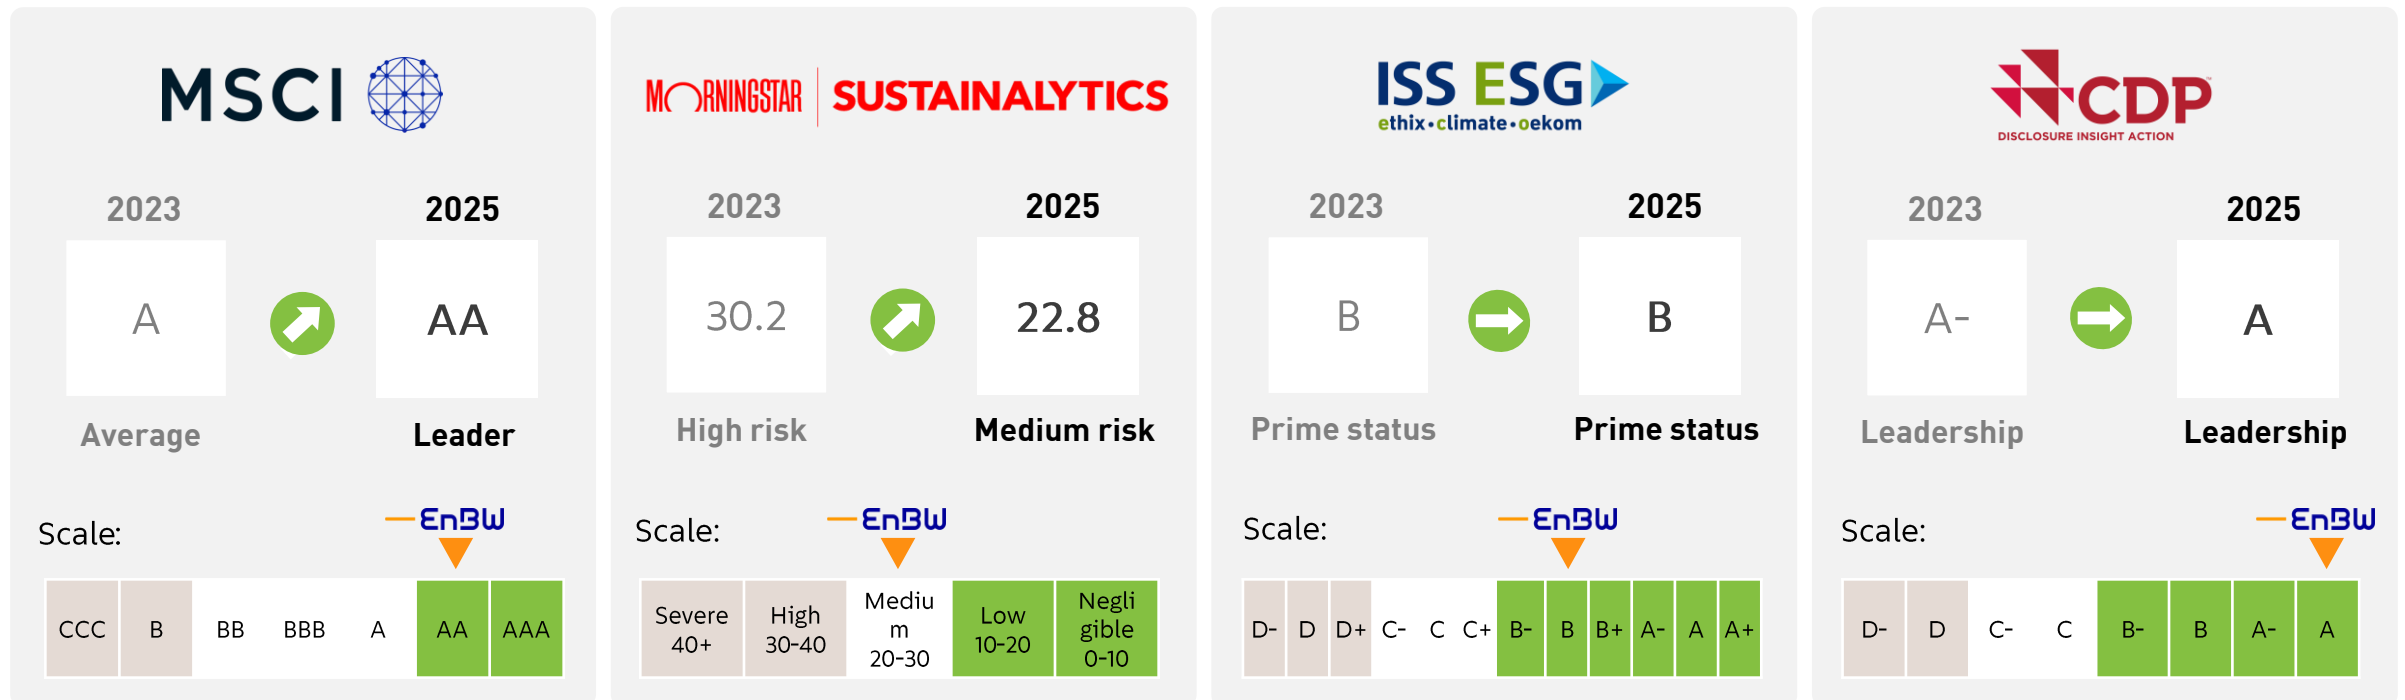 MSCI
2023 2025
A AA
Average Leader
EnBW
Scale:
CCC B BB BBB A AA AAA
MORNINGSTAR SUSTAINALYTICS
2023 2025
30.2 22.8
High risk Medium risk
EnBW
Scale:
Severe
40+
High
30-40
Mediu
m
20-30
Low
10-20
Negli
gible
0-10
ISS ESG
ethix · climate · oekom
2023 2025
B B
Prime status Prime status
EnBW
Scale:
D- D D+ C- C C+ B- B B+ A- A A+
CDP™
DISCLOSURE INSIGHT ACTION
2023 2025
A- A
Leadership Leadership
EnBW
Scale:
D- D C- C B- B A- A